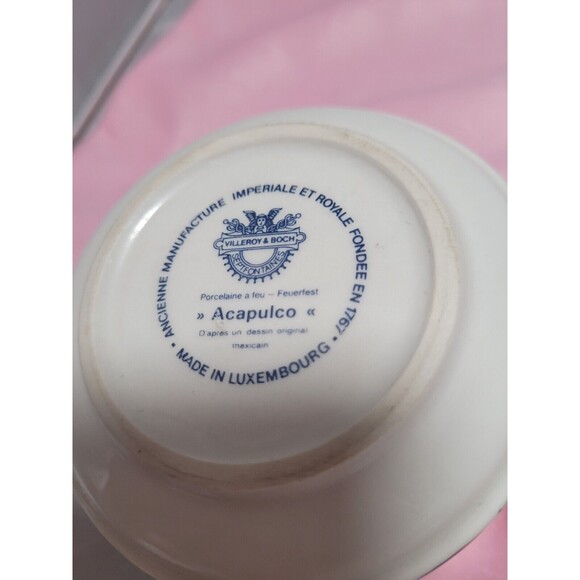 ANCIENNE MANUFACTURE IMPERIALE ET ROYALE FONDEE EN 1767 •
VILLEROY & BOCH
SEPTFONTAINES
Porcelaine à feu – Feuerfest
» Acapulco «
D'après un dessin original
mexicain
• MADE IN LUXEMBOURG •